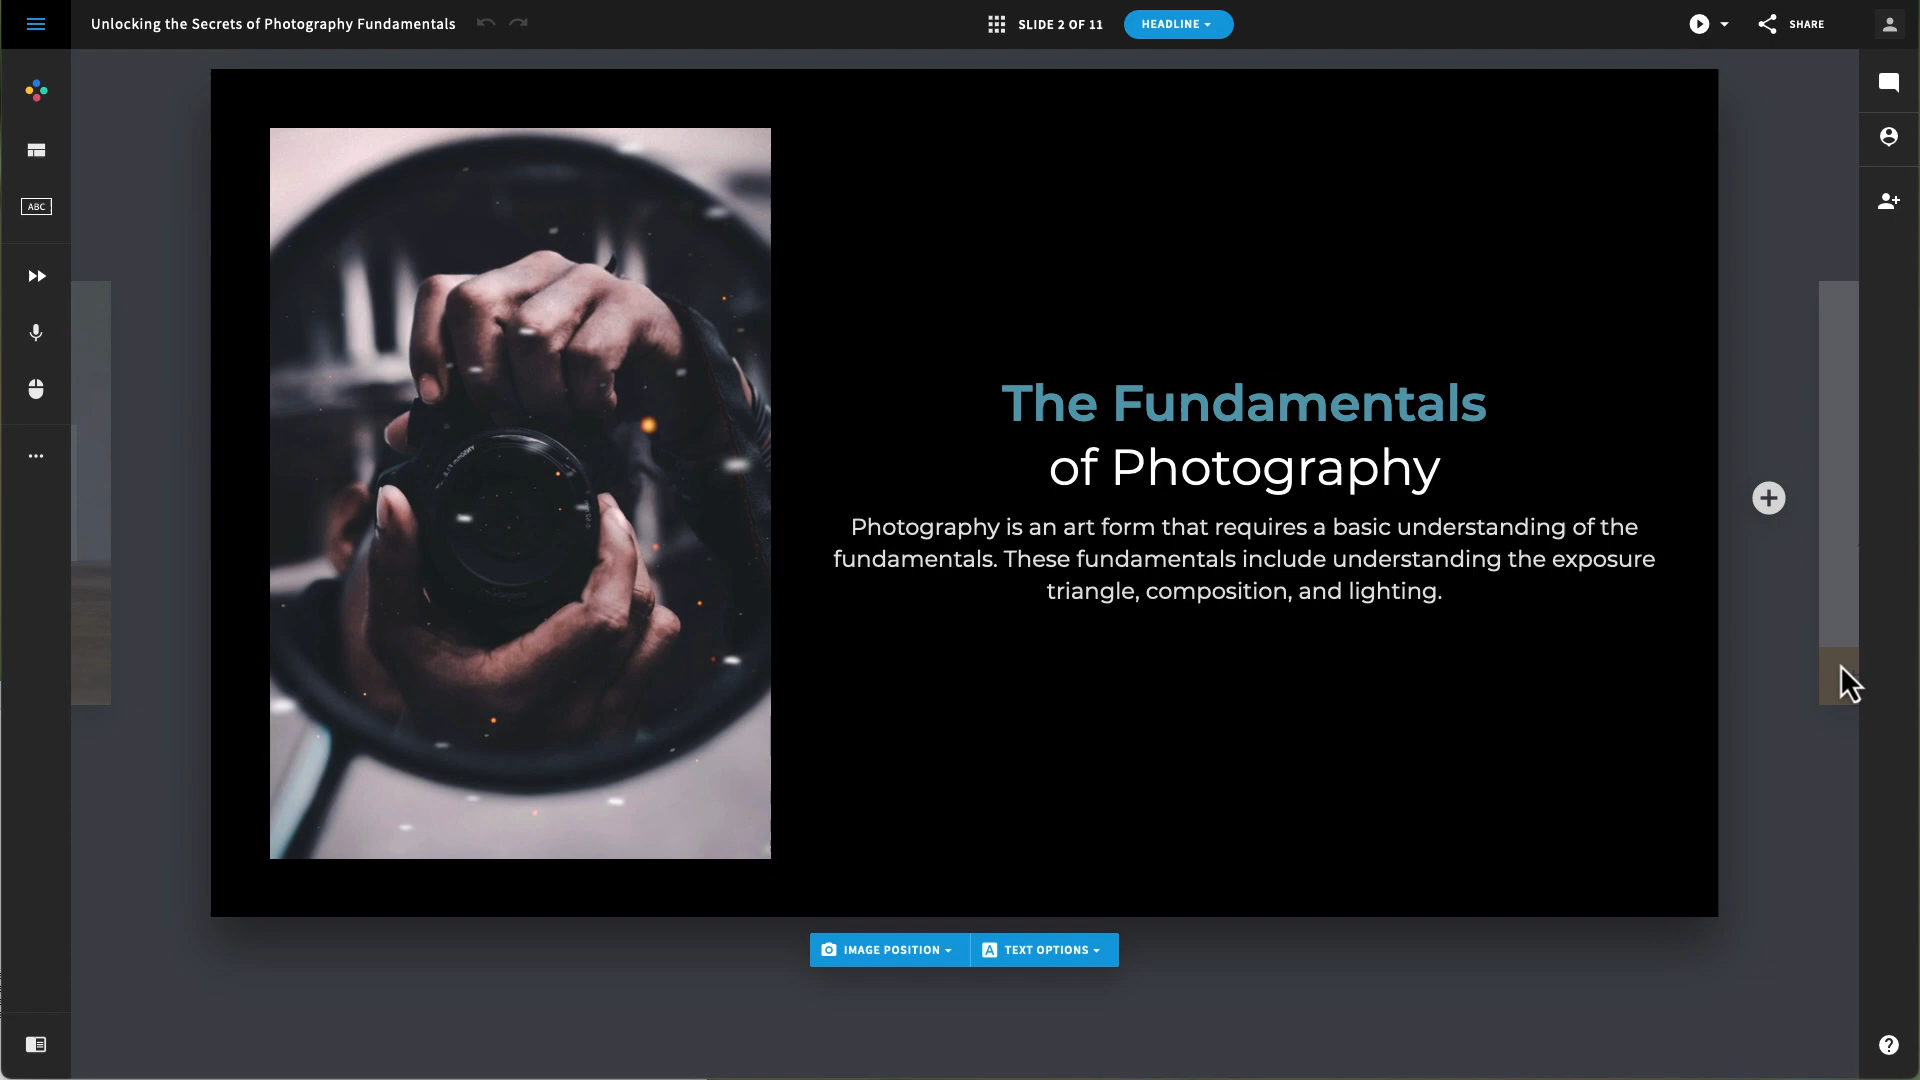 Unlocking the Secrets of Photography Fundamentals
SLIDE 2 OF 11
HEADLINE
SHARE
ABC
The Fundamentals
of Photography
Photography is an art form that requires a basic understanding of the
fundamentals. These fundamentals include understanding the exposure
triangle, composition, and lighting.
IMAGE POSITION
A TEXT OPTIONS